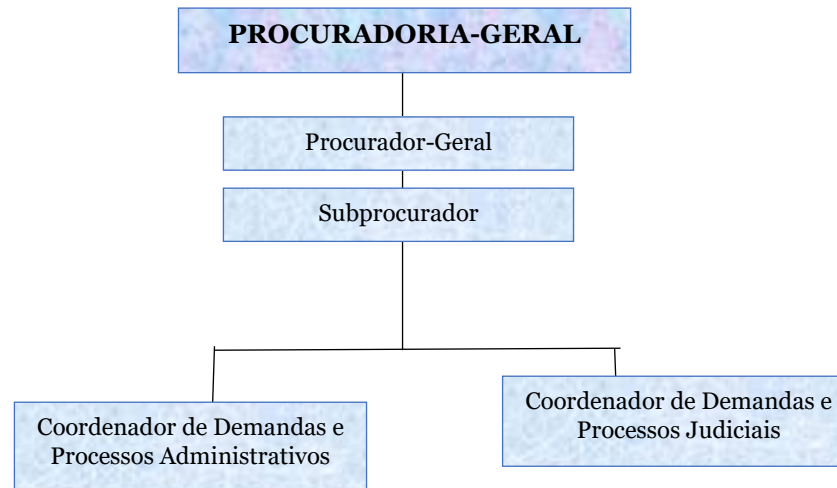 PROCURADORIA-GERAL
Procurador-Geral
Subprocurador
Coordenador de Demandas e
Processos Administrativos
Coordenador de Demandas e
Processos Judiciais